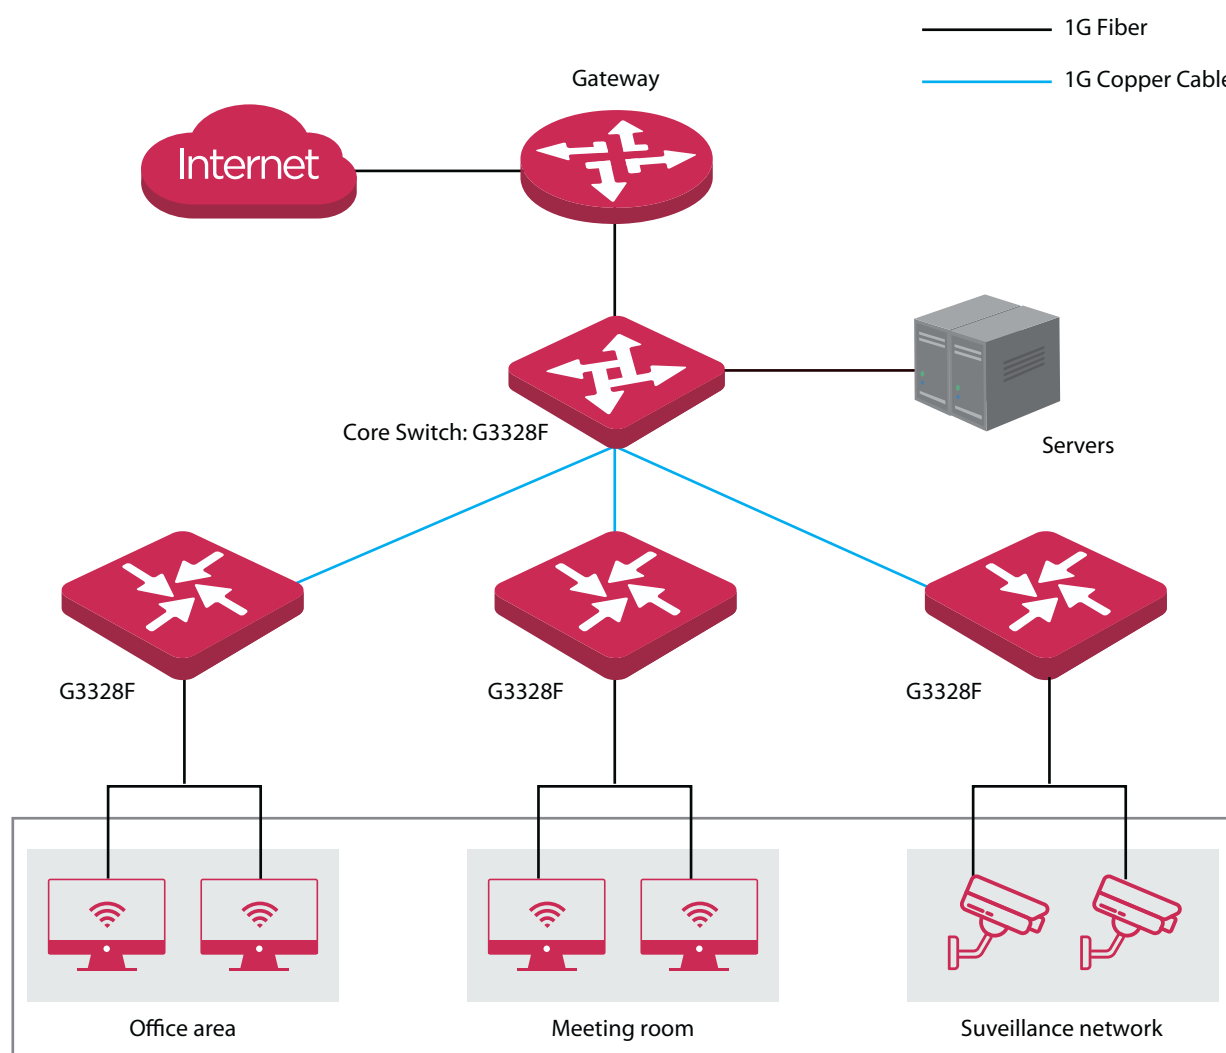 1G Fiber
1G Copper Cable
Gateway
Internet
Core Switch: G3328F
Servers
G3328F
G3328F
G3328F
Office area
Meeting room
Suveillance network